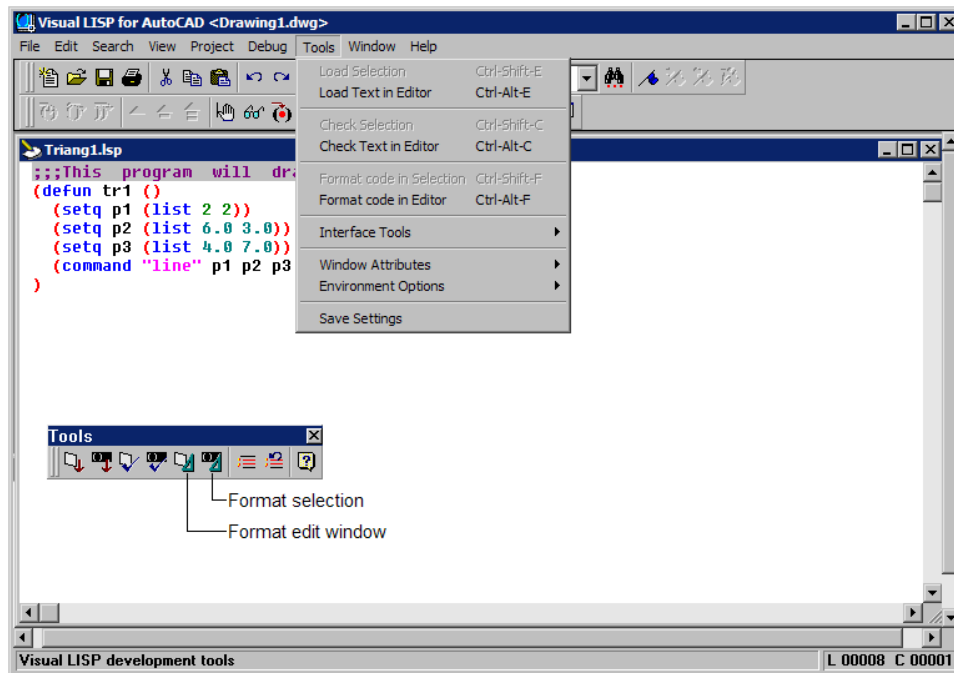 Visual LISP for AutoCAD <Drawing1.dwg>
File Edit Search View Project Debug Tools Window Help
Load Selection Ctrl-Shift-E
Load Text in Editor Ctrl-Alt-E
Check Selection Ctrl-Shift-C
Check Text in Editor Ctrl-Alt-C
Format code in Selection Ctrl-Shift-F
Format code in Editor Ctrl-Alt-F
Interface Tools
Window Attributes
Environment Options
Save Settings
Triang1.lsp
;;;This program will dra
(defun tr1 ()
(setq p1 (list 2 2))
(setq p2 (list 6.0 3.0))
(setq p3 (list 4.0 7.0))
(command "line" p1 p2 p3
)
Tools
Format selection
Format edit window
Visual LISP development tools L 00008 C 00001